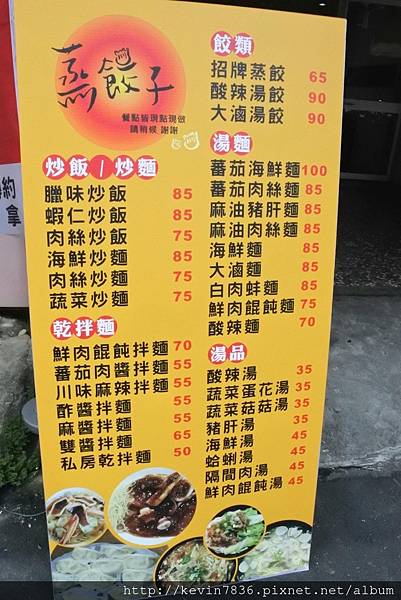 蒸餃子
餐點皆現點現做
請稍候 謝謝
炒飯/炒麵
臘味炒飯 85
蝦仁炒飯 85
肉絲炒飯 75
海鮮炒麵 85
肉絲炒麵 75
蔬菜炒麵 75
乾拌麵
鮮肉餛飩拌麵 70
蕃茄肉醬拌麵 55
川味麻辣拌麵 55
酢醬拌麵 55
麻醬拌麵 55
雙醬拌麵 65
私房乾拌麵 50
餃類
招牌蒸餃 65
酸辣湯餃 90
大滷湯餃 90
湯麵
蕃茄海鮮麵 100
蕃茄肉絲麵 85
麻油豬肝麵 85
麻油肉絲麵 85
海鮮麵 85
大滷麵 85
白肉蚌麵 85
鮮肉餛飩麵 75
酸辣麵 70
湯品
酸辣湯 35
蔬菜蛋花湯 35
蔬菜菇菇湯 35
豬肝湯 35
海鮮湯 45
蛤蜊湯 45
隔間肉湯 45
鮮肉餛飩湯 45
約
拿
http://kevin7836.pixnet.net/album